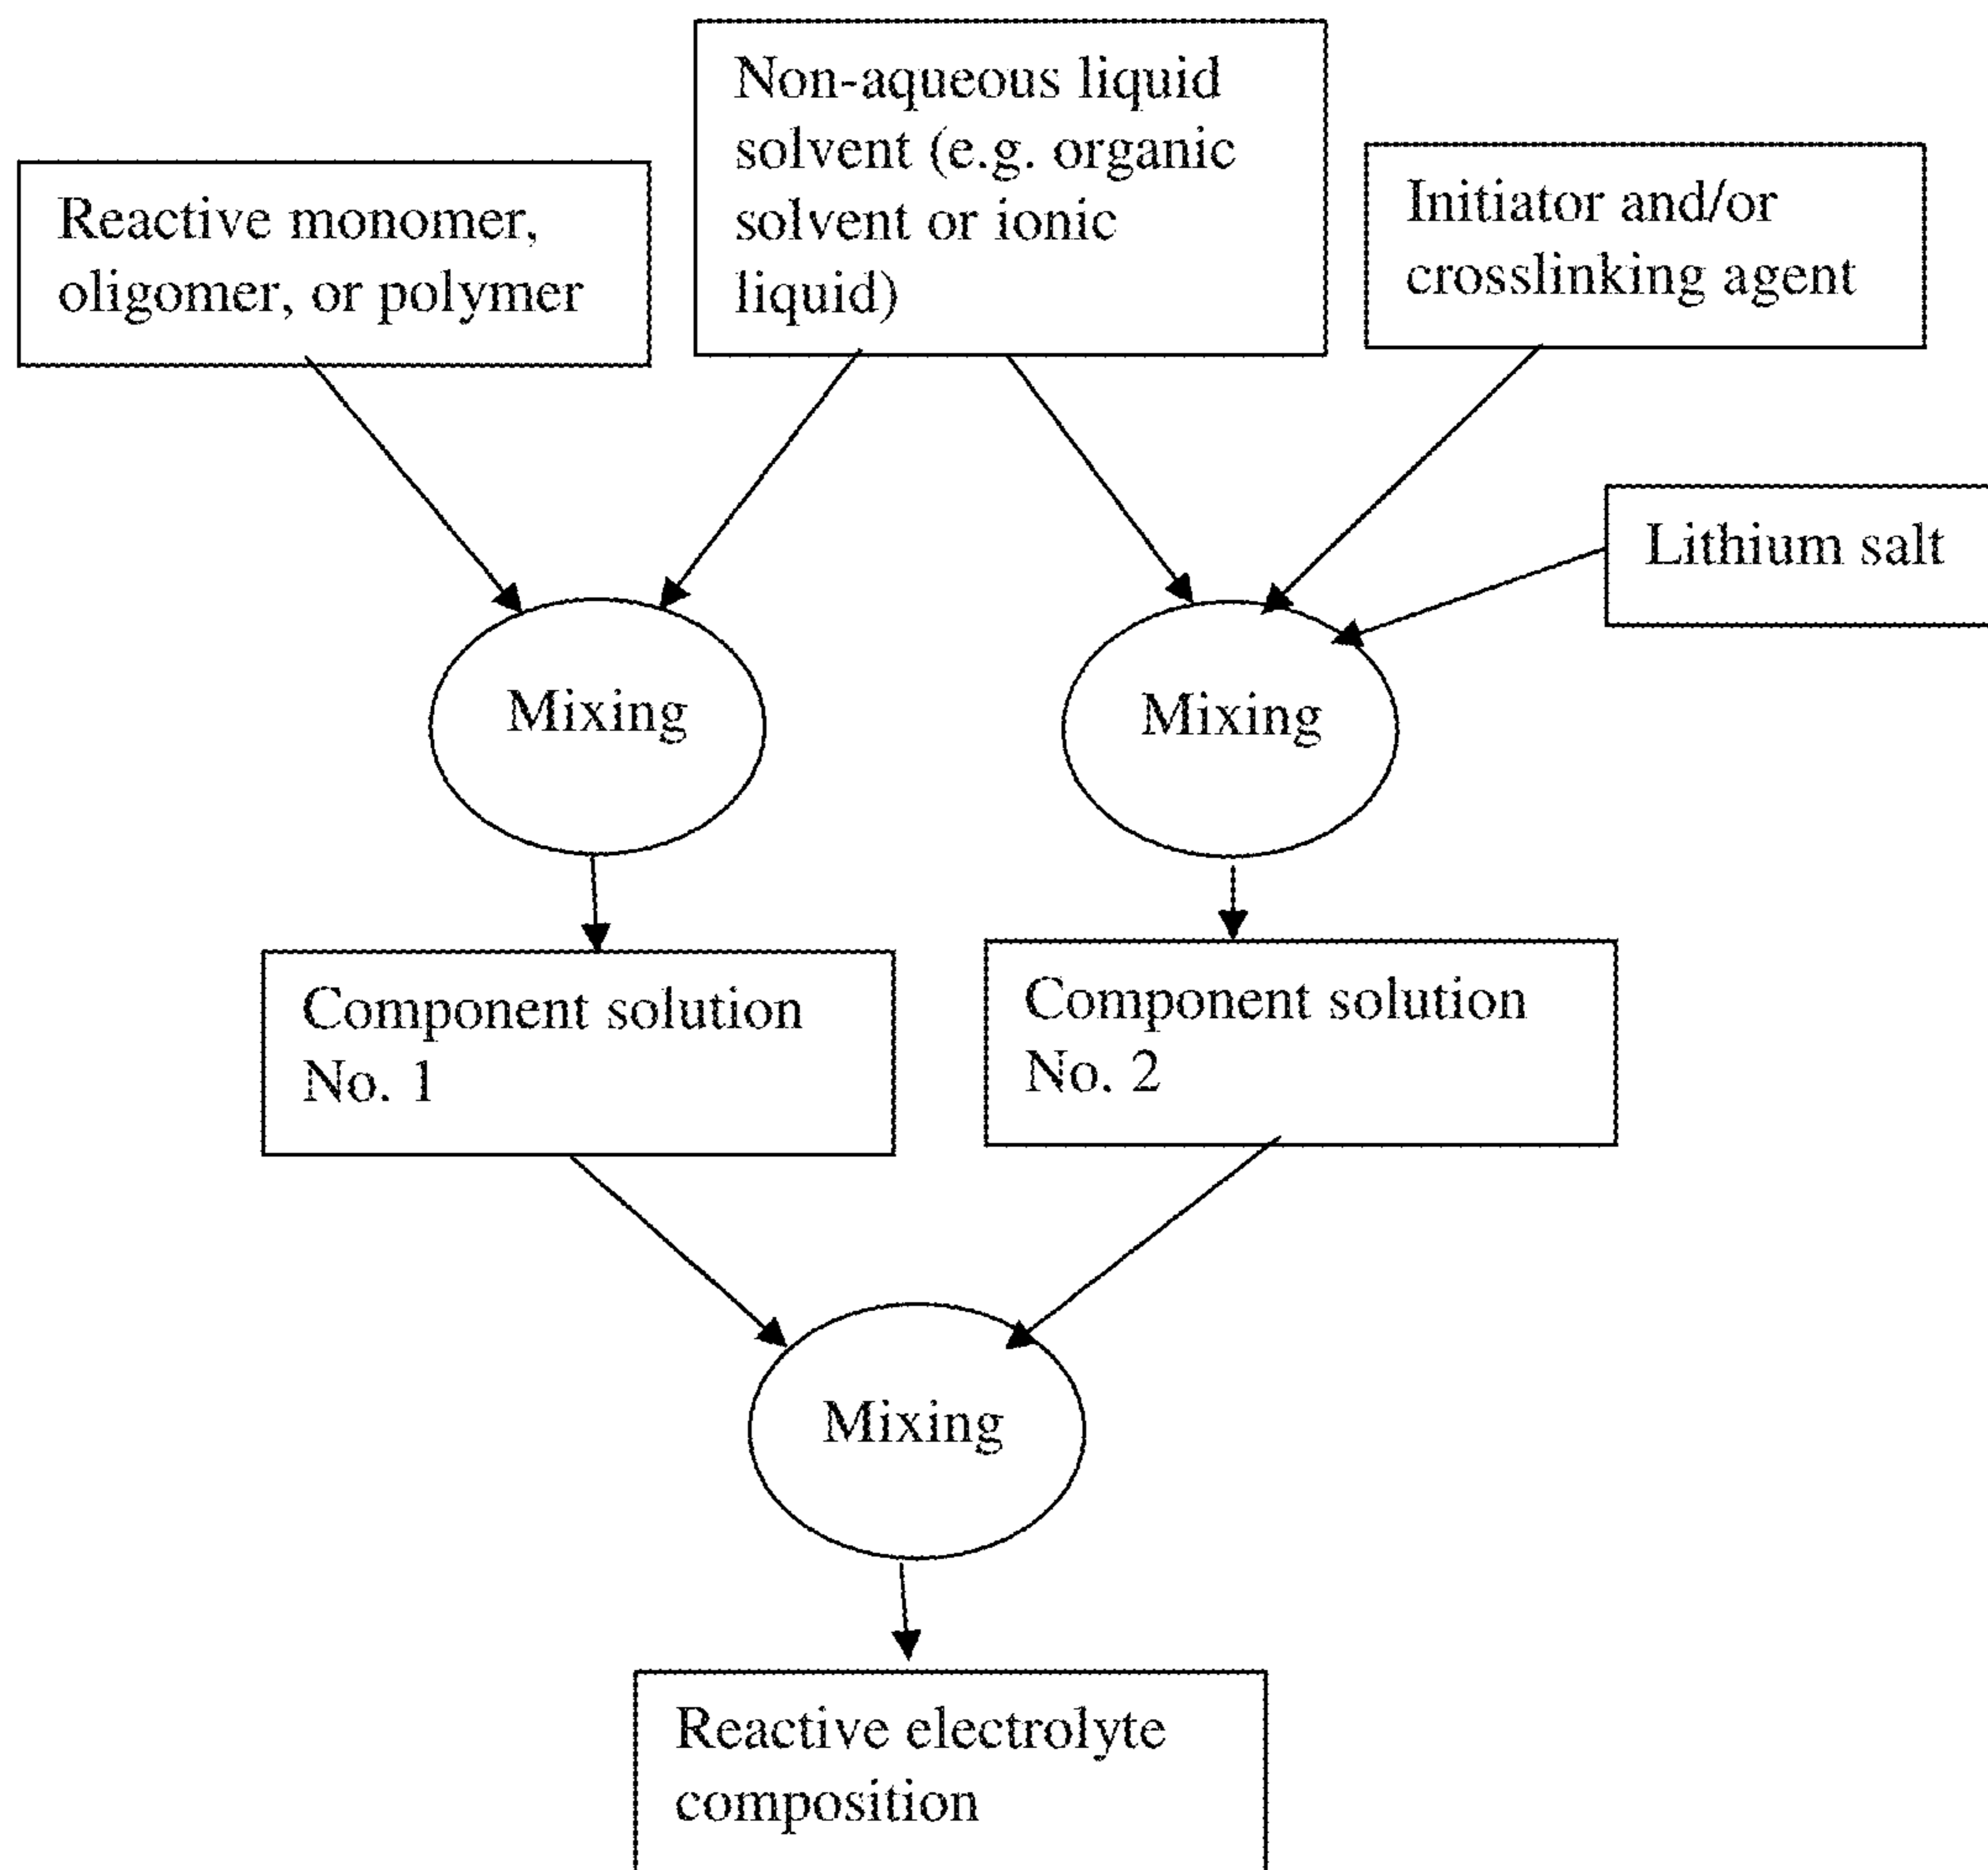 Non-aqueous liquid
solvent (e.g. organic
solvent or ionic
liquid)
Reactive monomer,
oligomer, or polymer
Initiator and/or
crosslinking agent
Lithium salt
Mixing
Mixing
Component solution
No. 1
Component solution
No. 2
Mixing
Reactive electrolyte
composition